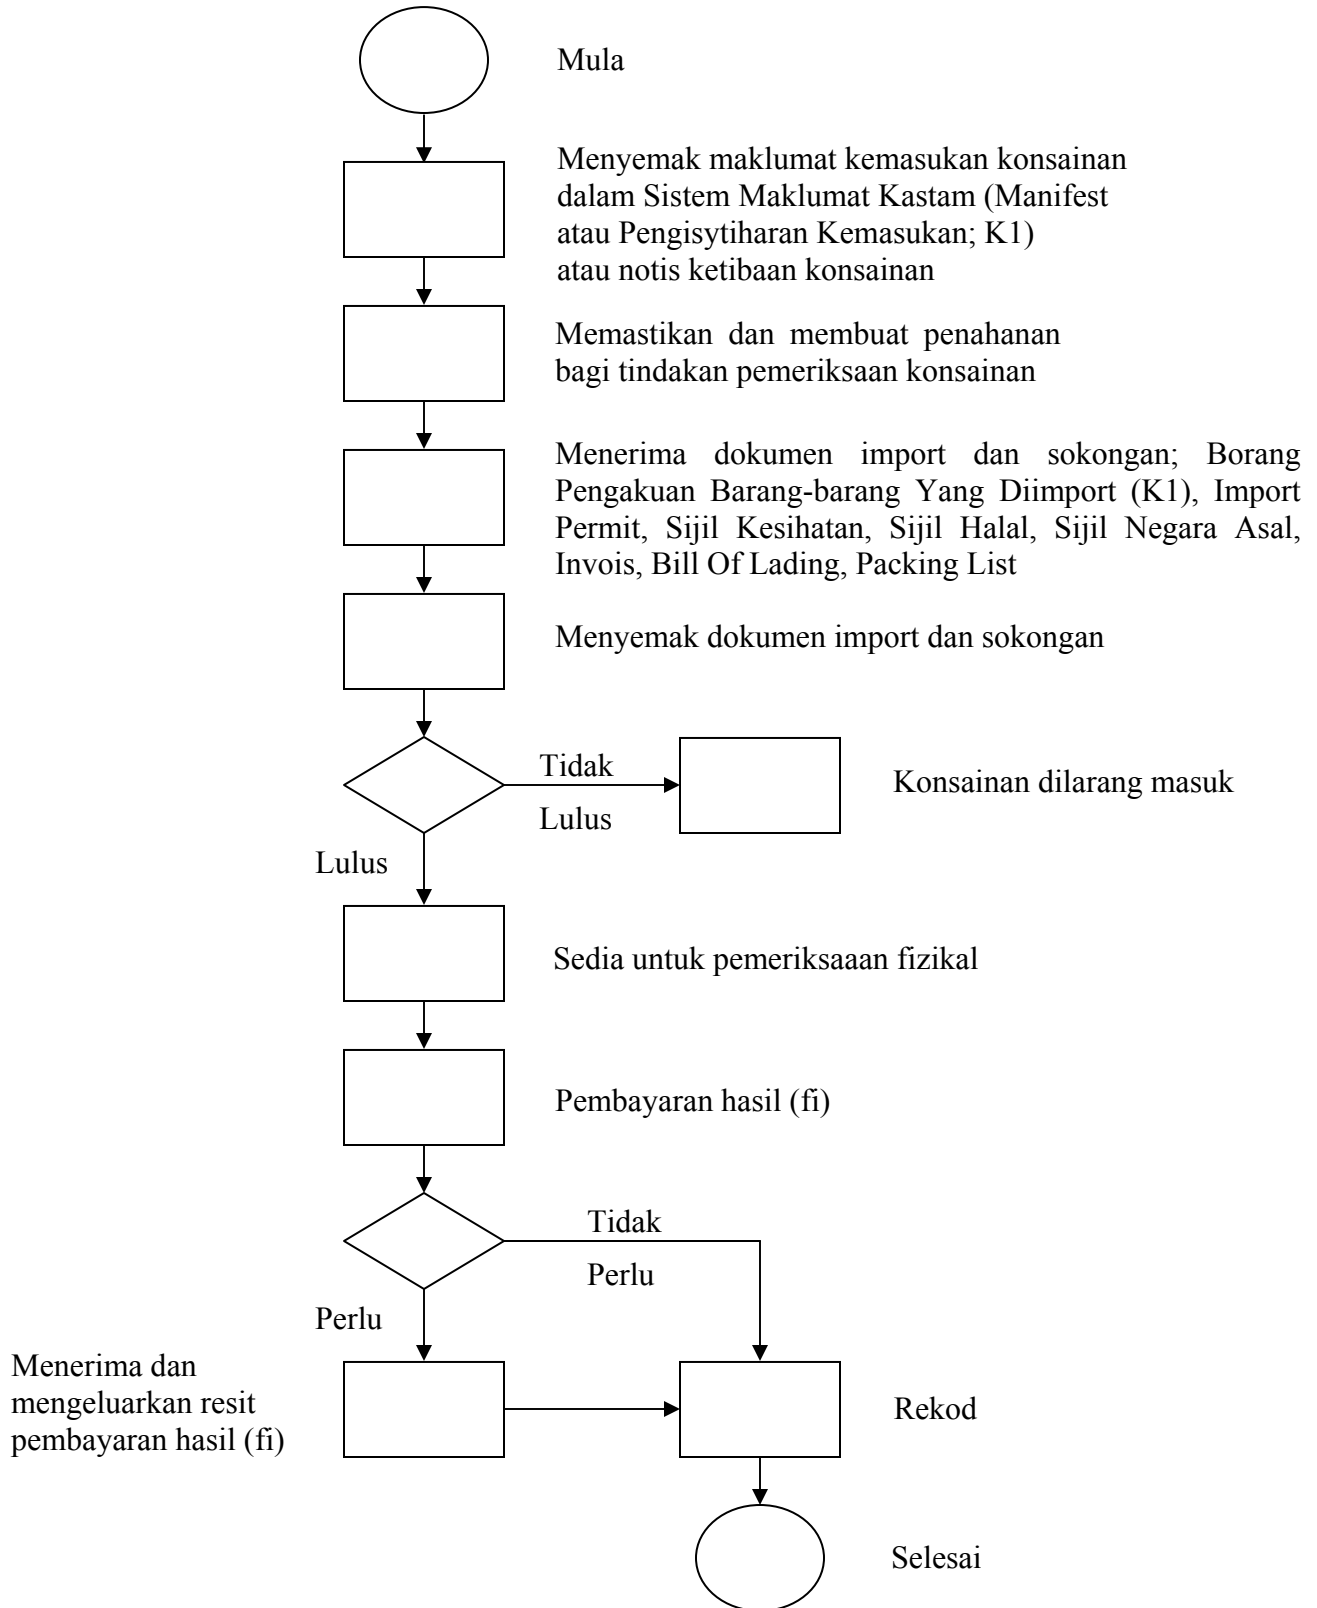 Mula
Menyemak maklumat kemasukan konsainan
dalam Sistem Maklumat Kastam (Manifest
atau Pengisytiharan Kemasukan; K1)
atau notis ketibaan konsainan
Memastikan dan membuat penahanan
bagi tindakan pemeriksaan konsainan
Menerima dokumen import dan sokongan; Borang
Pengakuan Barang-barang Yang Diimport (K1), Import
Permit, Sijil Kesihatan, Sijil Halal, Sijil Negara Asal,
Invois, Bill Of Lading, Packing List
Menyemak dokumen import dan sokongan
Tidak
Lulus
Konsainan dilarang masuk
Lulus
Sedia untuk pemeriksaaan fizikal
Pembayaran hasil (fi)
Tidak
Perlu
Perlu
Menerima dan
mengeluarkan resit
pembayaran hasil (fi)
Rekod
Selesai